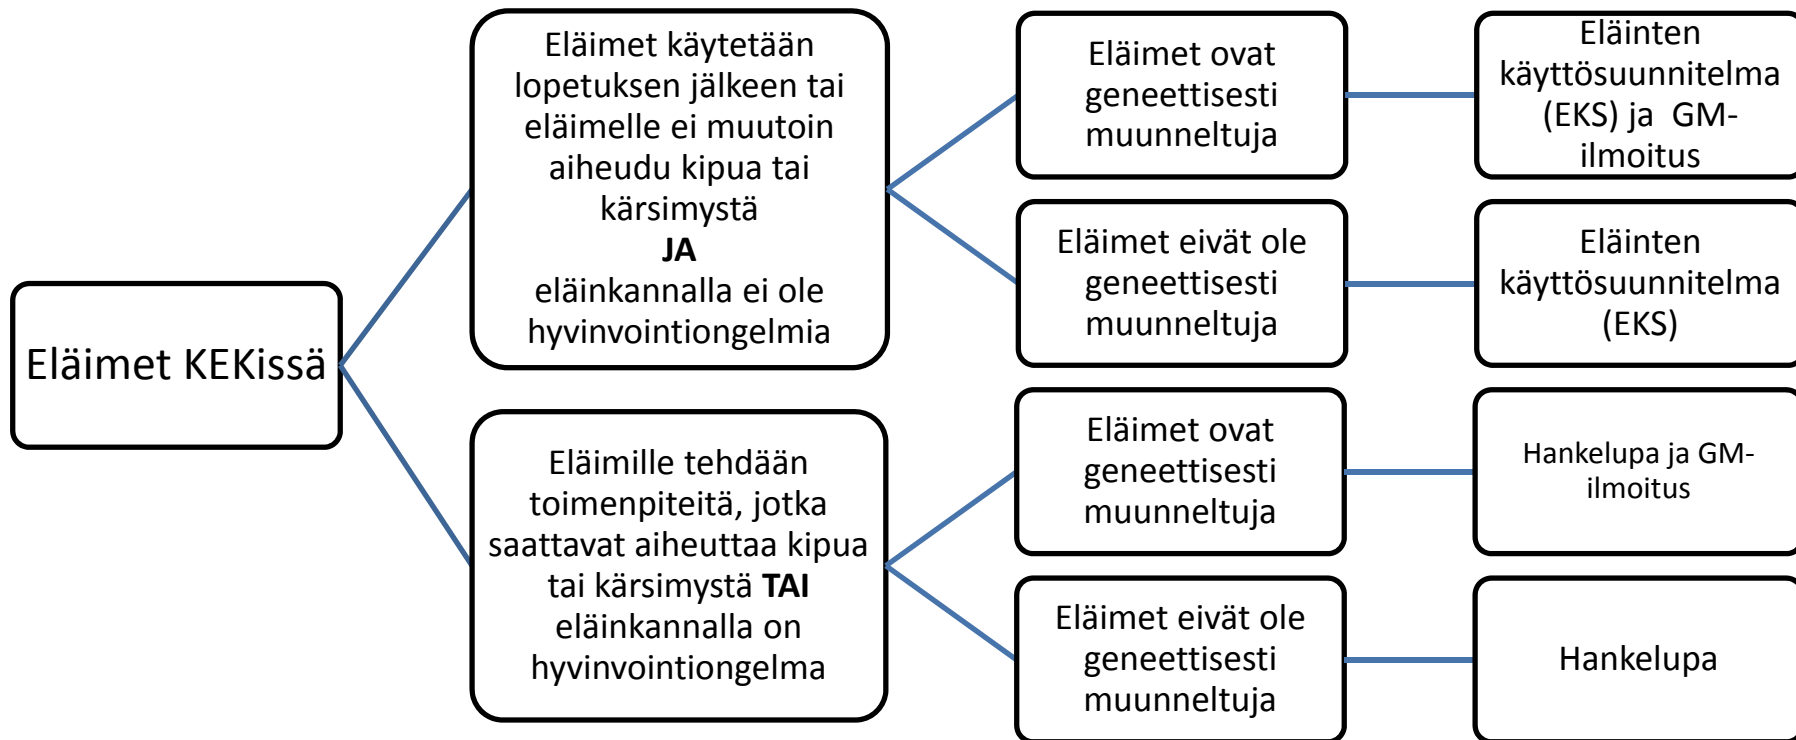 Eläimet KEKissä
Eläimet käytetään
lopetuksen jälkeen tai
eläimelle ei muutoin
aiheudu kipua tai
kärsimystä
JA
eläinkannalla ei ole
hyvinvointiongelmia
Eläimet ovat
geneettisesti
muunneltuja
Eläinten
käyttösuunnitelma
(EKS) ja GM-
ilmoitus
Eläimet eivät ole
geneettisesti
muunneltuja
Eläinten
käyttösuunnitelma
(EKS)
Eläimille tehdään
toimenpiteitä, jotka
saattavat aiheuttaa kipua
tai kärsimystä TAI
eläinkannalla on
hyvinvointiongelma
Eläimet ovat
geneettisesti
muunneltuja
Hankelupa ja GM-
ilmoitus
Eläimet eivät ole
geneettisesti
muunneltuja
Hankelupa